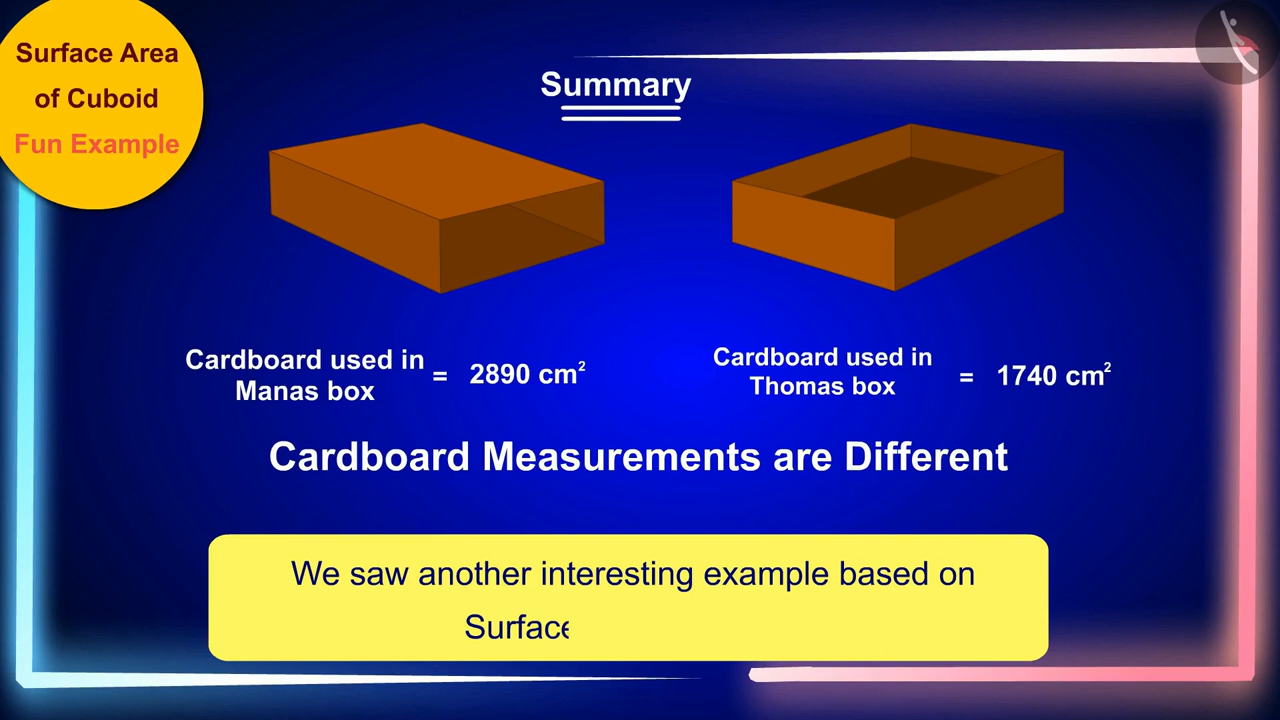 Surface Area
of Cuboid
Fun Example
Summary
Cardboard used in
Manas box
= 2890 cm²
Cardboard used in
Thomas box
= 1740 cm²
Cardboard Measurements are Different
We saw another interesting example based on
Surface